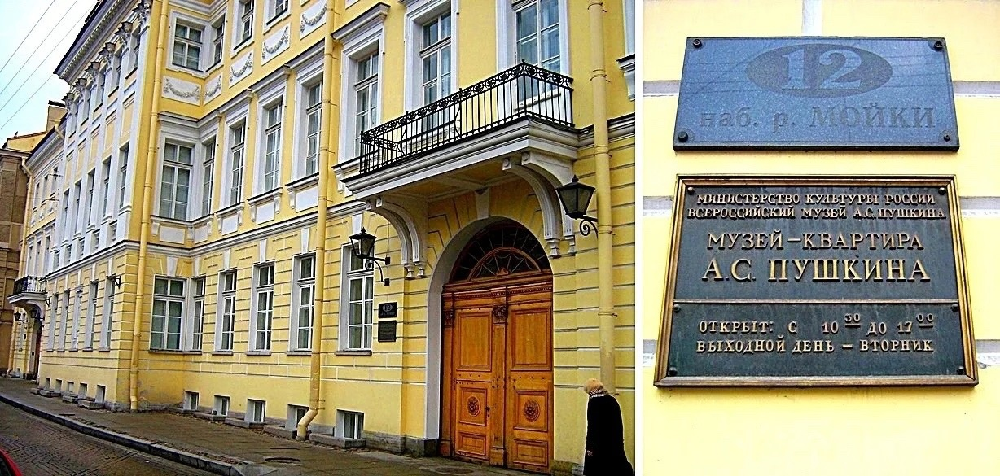 12
наб. р. МОЙКИ
МИНИСТЕРСТВО КУЛЬТУРЫ РОССИИ
ВСЕРОССИЙСКИЙ МУЗЕЙ А.С. ПУШКИНА
МУЗЕЙ-КВАРТИРА
А.С. ПУШКИНА
ОТКРЫТ: С 10 30 ДО 17 00
ВЫХОДНОЙ ДЕНЬ - ВТОРНИК
12